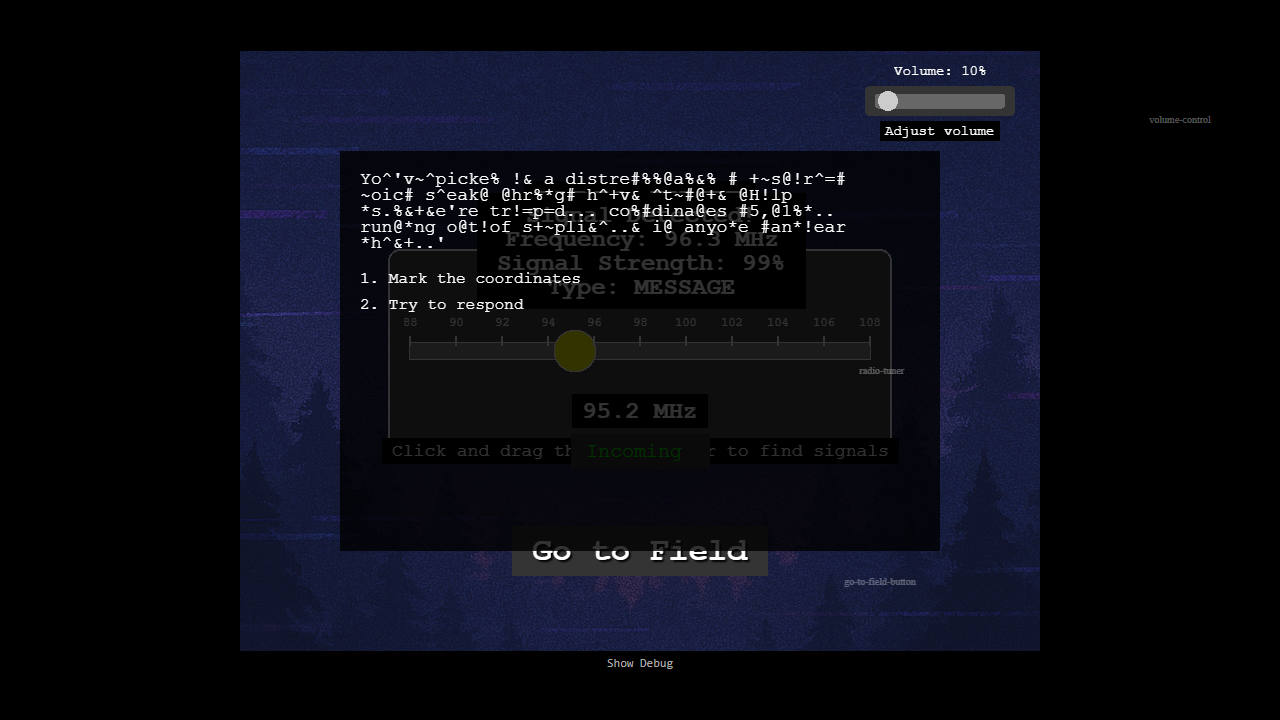 Volume: 10%
Adjust volume
volume-control
Yo^'v~^picke% !& a distre#%%@a%&% # +~s@!r^=#
~oic# s^eak@ @hr%*g# h^+v& ^t~#@+& @H!lp
*s.%&+&e're tr!=p=d... co%#dina@es #5,@1%*..
run@*ng o@t!of s+~pli&^..& i@ anyo*e #an*!ear
*h^&+..'
Signal Detected!
Frequency: 96.3 MHz
Signal Strength: 99%
Type: MESSAGE
1. Mark the coordinates
2. Try to respond
88 90 92 94 96 98 100 102 104 106 108
radio-tuner
95.2 MHz
Click and drag th
Incoming
r to find signals
Go to Field
go-to-field-button
Show Debug